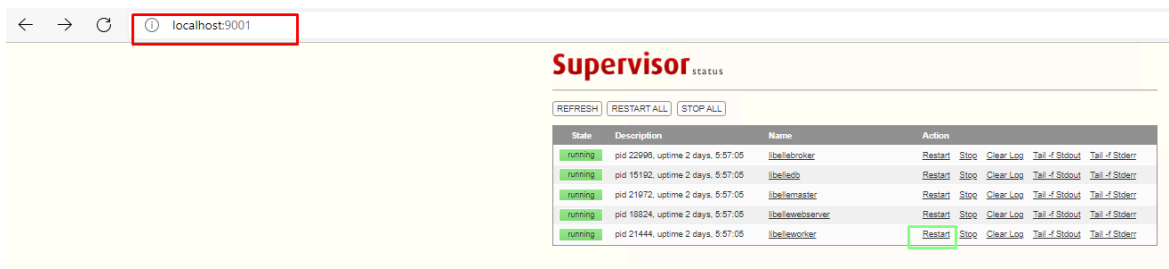 localhost:9001
Supervisor status
REFRESH RESTART ALL STOP ALL
State Description Name Action
running pid 22996, uptime 2 days, 5:57:05 libellebroker Restart Stop Clear Log Tail -f Stdout Tail -f Stderr
running pid 15192, uptime 2 days, 5:57:05 libelledb Restart Stop Clear Log Tail -f Stdout Tail -f Stderr
running pid 21972, uptime 2 days, 5:57:05 libellemaster Restart Stop Clear Log Tail -f Stdout Tail -f Stderr
running pid 18824, uptime 2 days, 5:57:05 libellewebserver Restart Stop Clear Log Tail -f Stdout Tail -f Stderr
running pid 21444, uptime 2 days, 5:57:05 libelleworker Restart Stop Clear Log Tail -f Stdout Tail -f Stderr